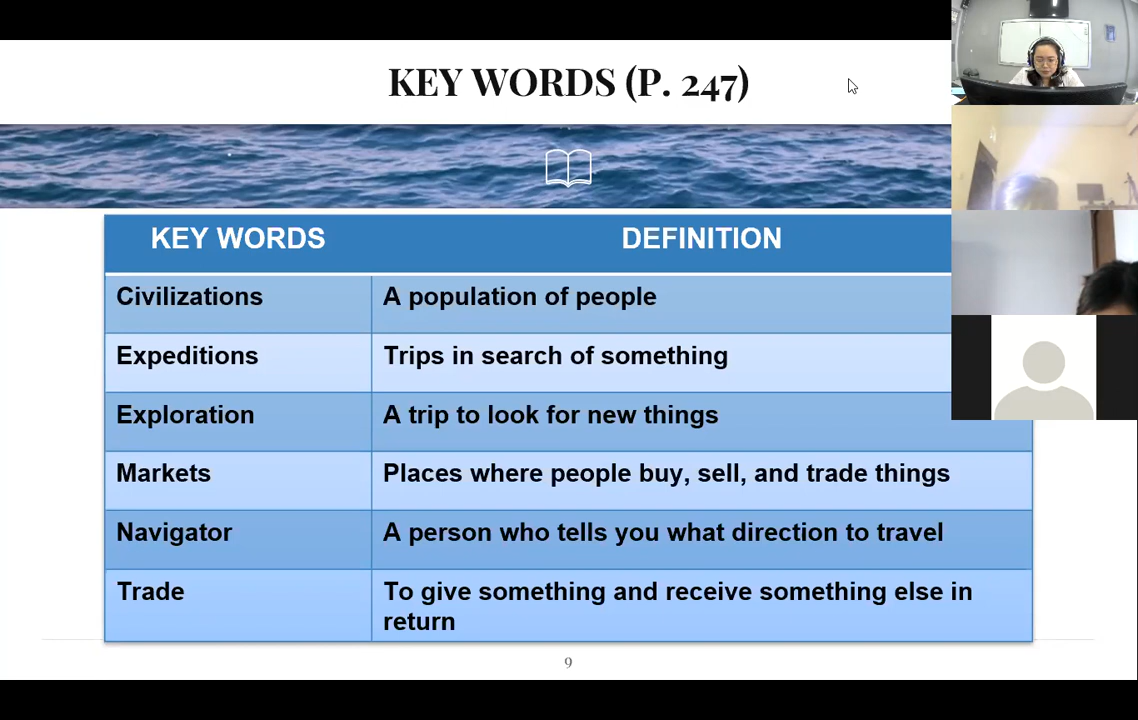 KEY WORDS (P. 247)
KEY WORDS DEFINITION
Civilizations A population of people
Expeditions Trips in search of something
Exploration A trip to look for new things
Markets Places where people buy, sell, and trade things
Navigator A person who tells you what direction to travel
Trade To give something and receive something else in
return
9